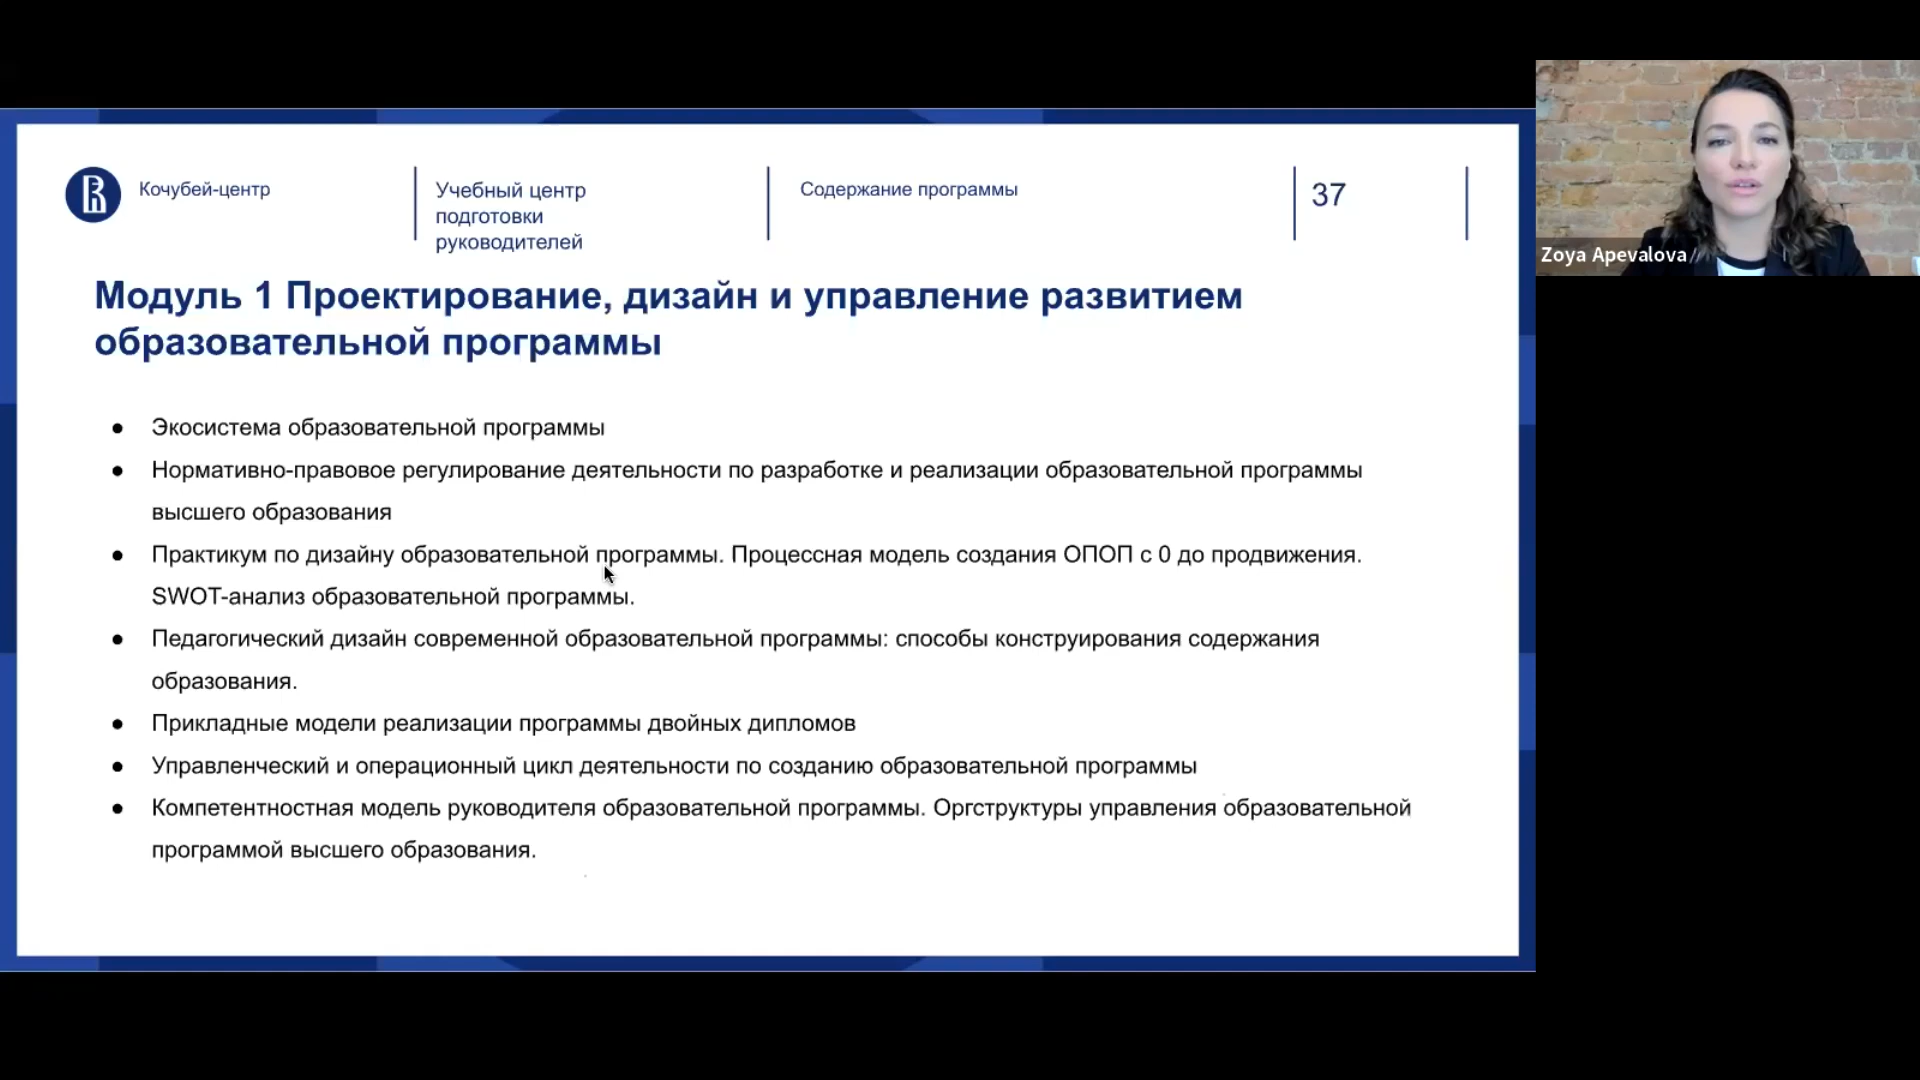 Кочубей-центр
Учебный центр
подготовки
руководителей
Содержание программы
37
Zoya Apevalova
Модуль 1 Проектирование, дизайн и управление развитием
образовательной программы
● Экосистема образовательной программы
● Нормативно-правовое регулирование деятельности по разработке и реализации образовательной программы
высшего образования
● Практикум по дизайну образовательной программы. Процессная модель создания ОПОП с 0 до продвижения.
SWOT-анализ образовательной программы.
● Педагогический дизайн современной образовательной программы: способы конструирования содержания
образования.
● Прикладные модели реализации программы двойных дипломов
● Управленческий и операционный цикл деятельности по созданию образовательной программы
● Компетентностная модель руководителя образовательной программы. Оргструктуры управления образовательной
программой высшего образования.